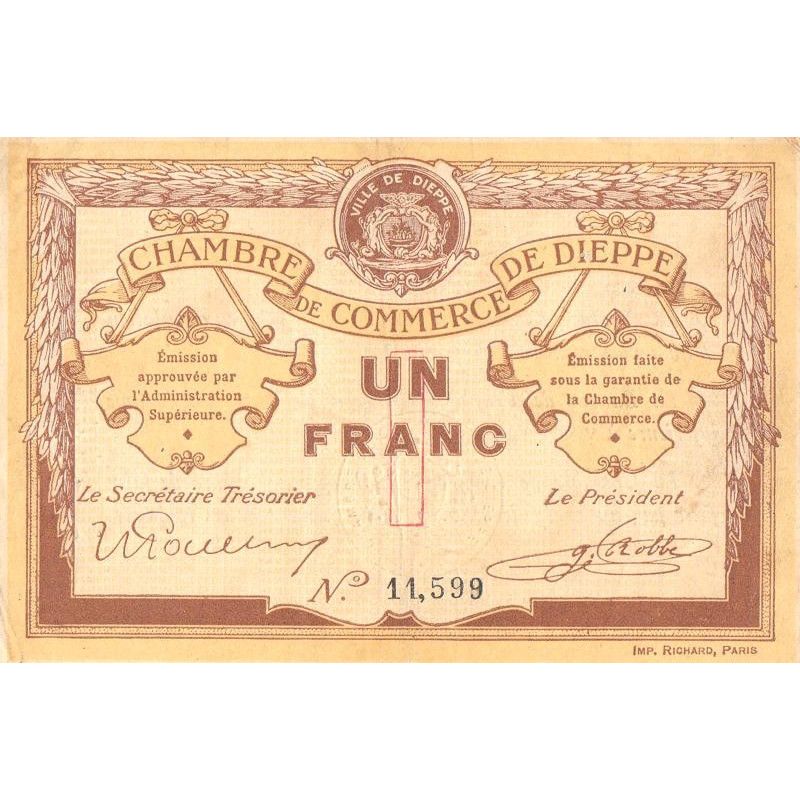 VILLE DE DIEPPE
CHAMBRE
DE COMMERCE
DE DIEPPE
Émission
approuvée par
l'Administration
Supérieure.
UN
FRANC
Émission faite
sous la garantie de
la Chambre de
Commerce.
Le Secrétaire Trésorier
Le Président
g. Robbe
N.º 11,599
IMP. RICHARD, PARIS